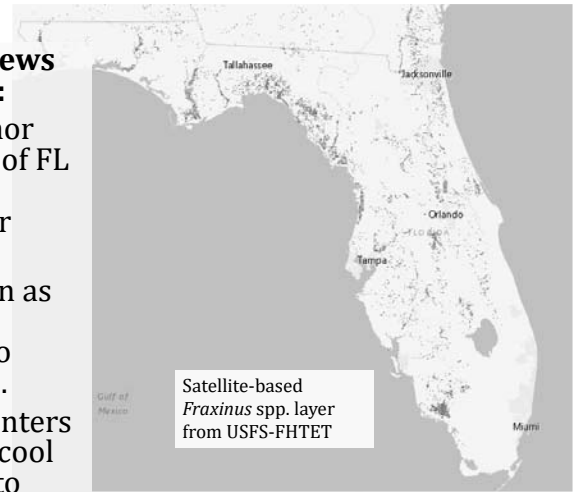 ews
:
nor
of FL
r
n as
o
.
nters
cool
to
Tallahassee
Jacksonville
Orlando
FLORIDA
Tampa
Gulf of
Mexico
Miami
Satellite-based
Fraxinus spp. layer
from USFS-FHTET